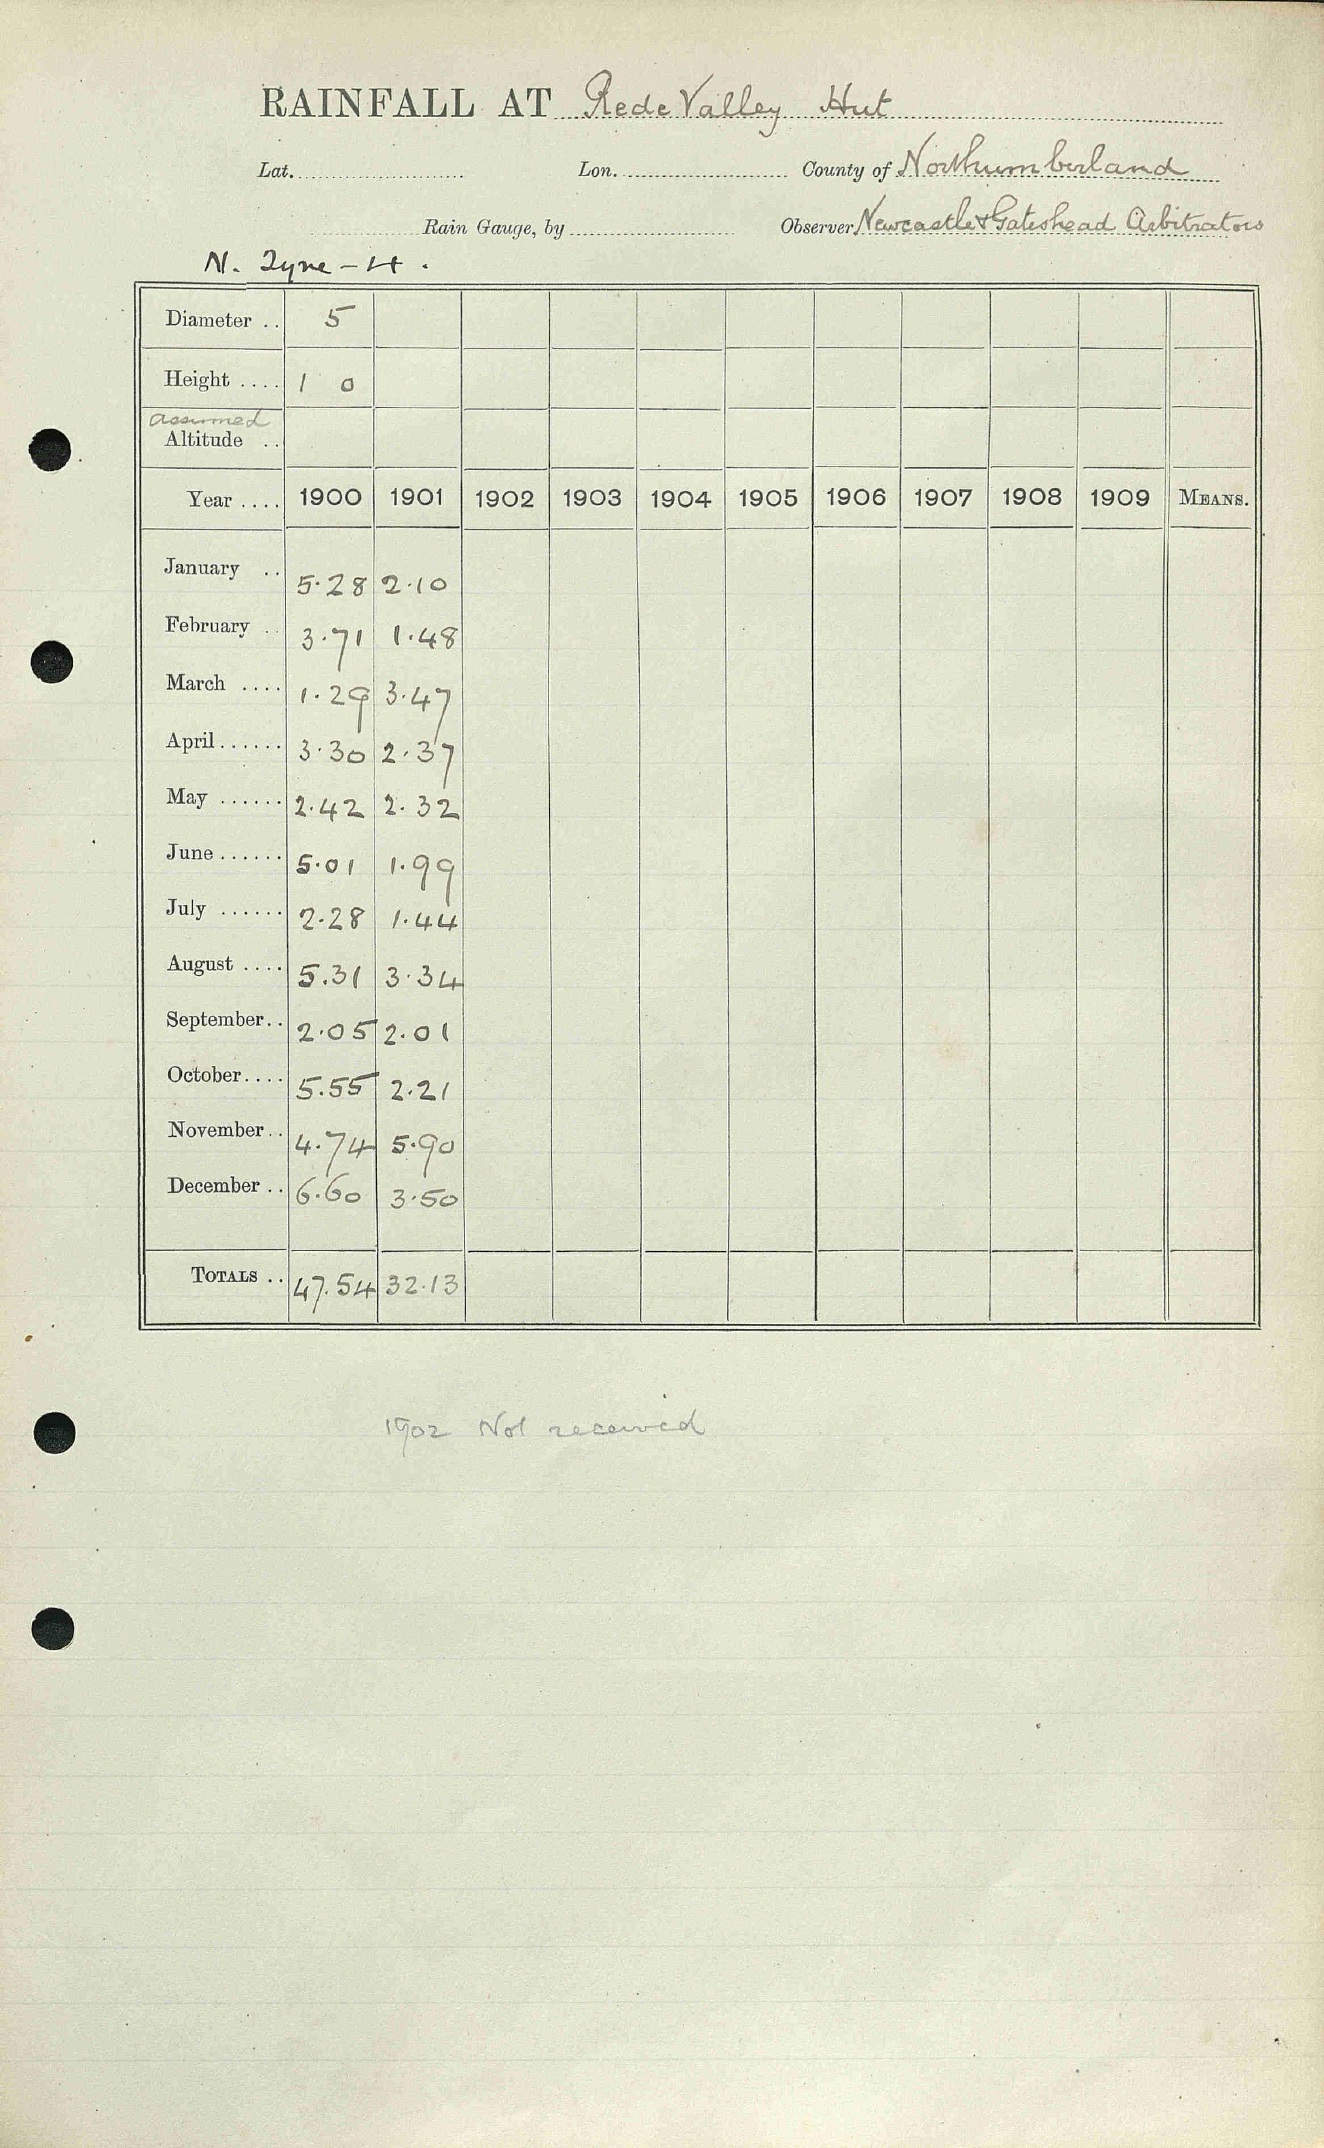 RAINFALL AT Rede Valley Hut
Lat. Lon. County of Northumberland
Rain Gauge, by Observer Newcastle & Gateshead Arbitrators
N. Tyne - H.
Diameter .. 5
Height .... 1 0
assumed
Altitude ..
Year .... 1900 1901 1902 1903 1904 1905 1906 1907 1908 1909 MEANS.
January .. 5.28 2.10
February .. 3.71 1.48
March .... 1.29 3.47
April...... 3.30 2.37
May ...... 2.42 2.32
June...... 5.01 1.99
July ...... 2.28 1.44
August .... 5.31 3.34
September.. 2.05 2.01
October.... 5.55 2.21
November.. 4.74 5.90
December .. 6.60 3.50
TOTALS .. 47.54 32.13
1902 Not received